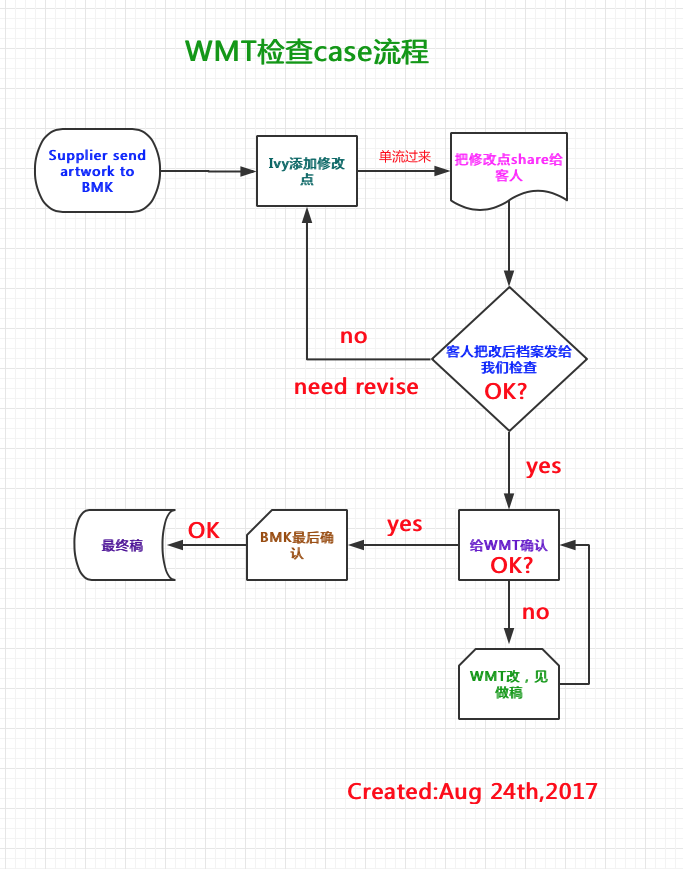 WMT检查case流程
Supplier send
artwork to
BMK
Ivy添加修改
点
单流过来
把修改点share给
客人
no
need revise
客人把改后档案发给
我们检查
OK?
yes
给WMT确认
OK?
yes
BMK最后确
认
OK
最终稿
no
WMT改，见
做稿
Created:Aug 24th,2017